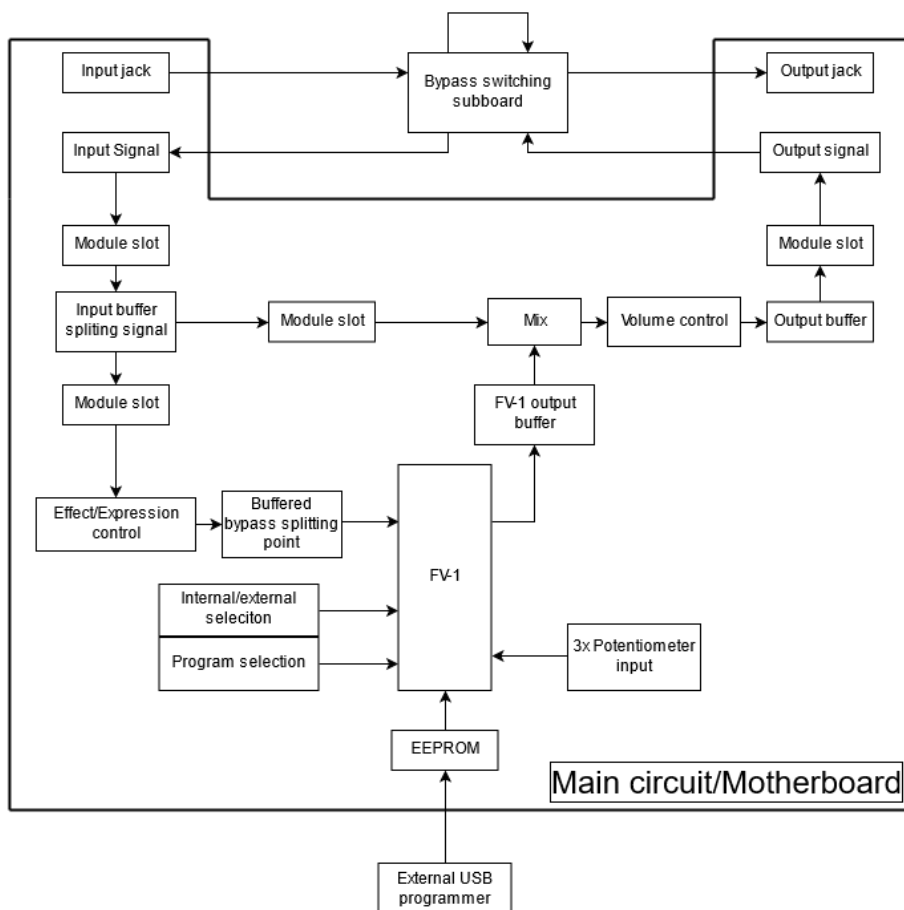 Input jack
Bypass switching
subboard
Output jack
Input Signal
Output signal
Module slot
Module slot
Input buffer
spliting signal
Module slot
Mix
Volume control
Output buffer
Module slot
FV-1 output
buffer
Effect/Expression
control
Buffered
bypass splitting
point
FV-1
Internal/external
seleciton
Program selection
3x Potentiometer
input
EEPROM
Main circuit/Motherboard
External USB
programmer